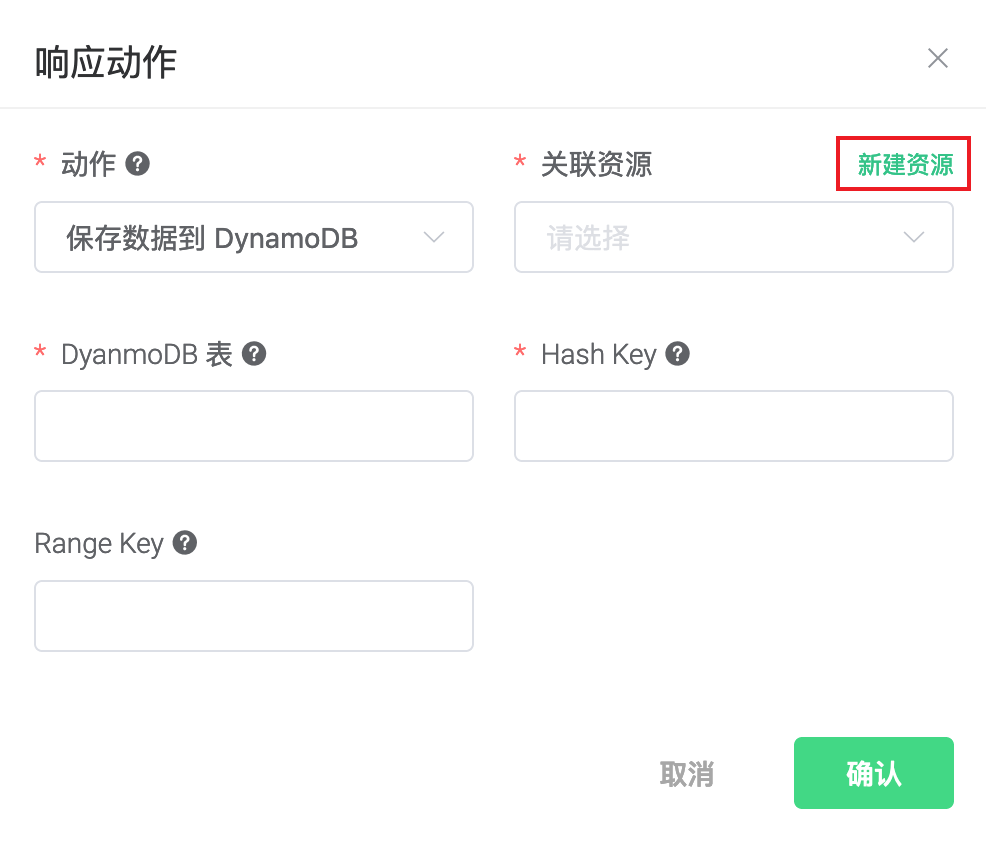 响应动作
* 动作
* 关联资源
新建资源
保存数据到 DynamoDB
请选择
* DyanmoDB 表
* Hash Key
Range Key
取消
确认